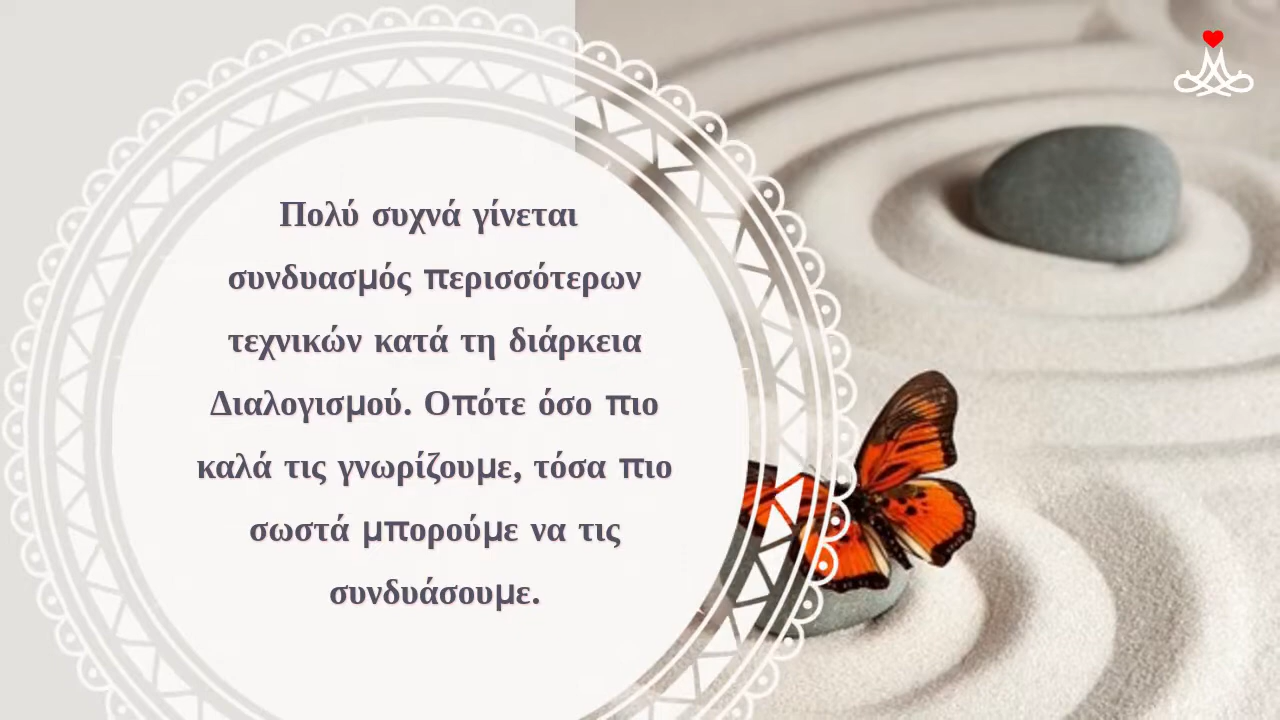 Πολύ συχνά γίνεται
συνδυασμός περισσότερων
τεχνικών κατά τη διάρκεια
Διαλογισμού. Οπότε όσο πιο
καλά τις γνωρίζουμε, τόσα πιο
σωστά μπορούμε να τις
συνδυάσουμε.